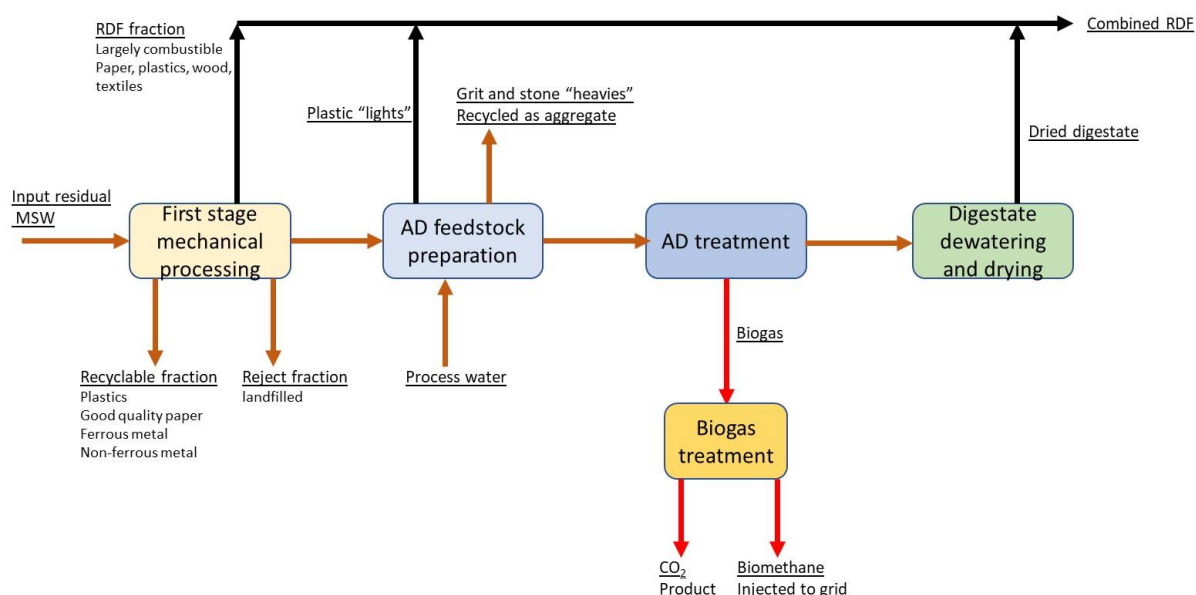 RDF fraction
Largely combustible
Paper, plastics, wood,
textiles
Combined RDF
Plastic “lights”
Grit and stone “heavies”
Recycled as aggregate
Dried digestate
Input residual
MSW
First stage
mechanical
processing
AD feedstock
preparation
AD treatment
Digestate
dewatering
and drying
Recyclable fraction
Plastics
Good quality paper
Ferrous metal
Non-ferrous metal
Reject fraction
landfilled
Process water
Biogas
Biogas
treatment
CO₂
Product
Biomethane
Injected to grid